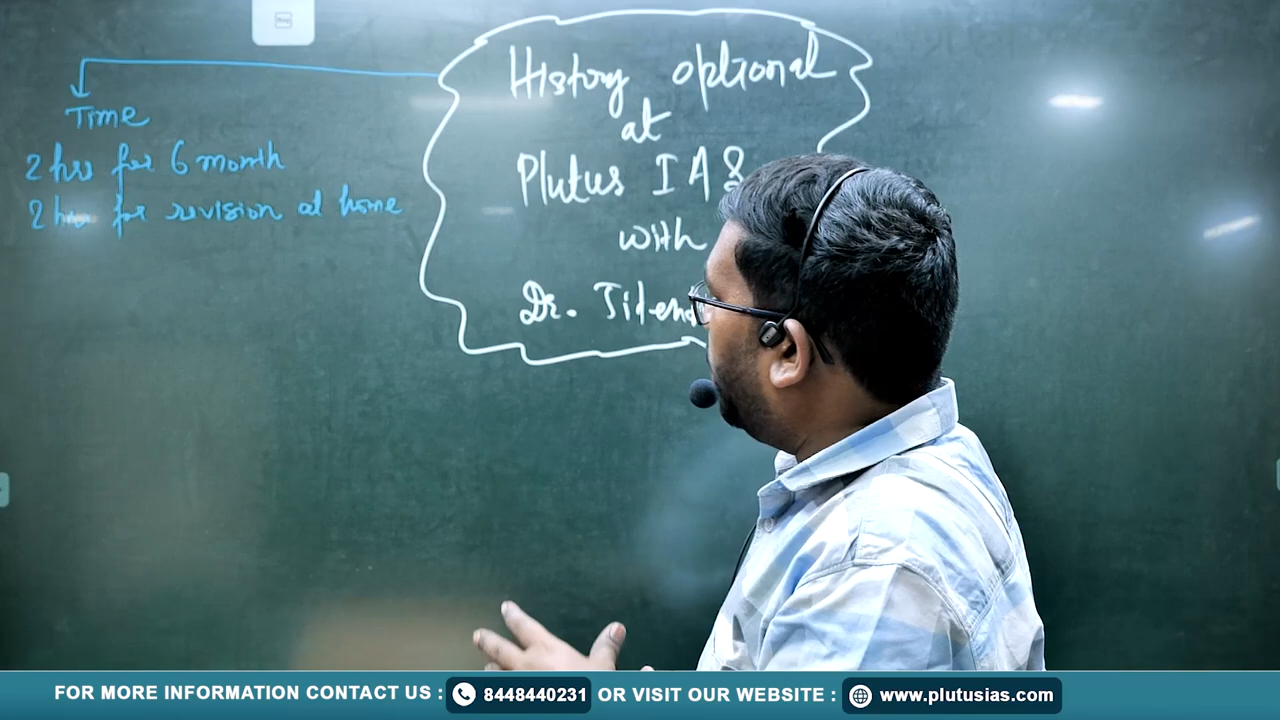 History optional
at
Plutus IAS
with
Dr.
Time
2 hrs for 6 month
2 hrs for revision at home
FOR MORE INFORMATION CONTACT US : 8448440231 OR VISIT OUR WEBSITE : www.plutusias.com